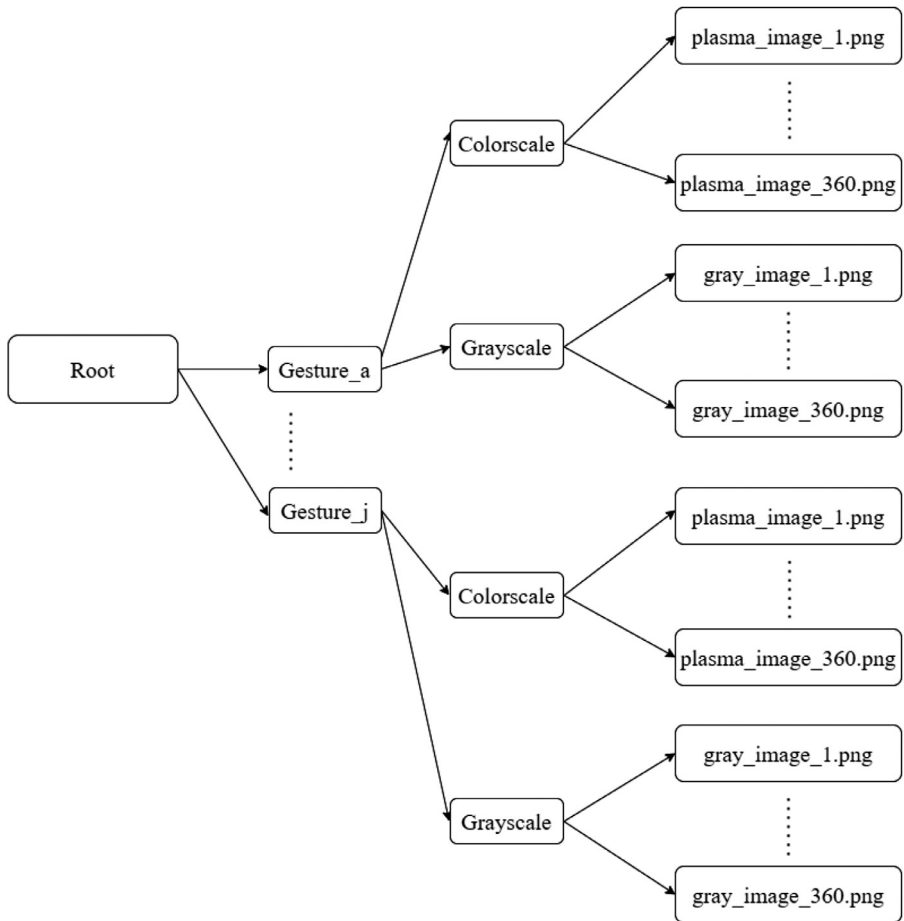 plasma_image_1.png
Colorscale
plasma_image_360.png
gray_image_1.png
Grayscale
gray_image_360.png
Root
Gesture_a
Gesture_j
plasma_image_1.png
Colorscale
plasma_image_360.png
gray_image_1.png
Grayscale
gray_image_360.png